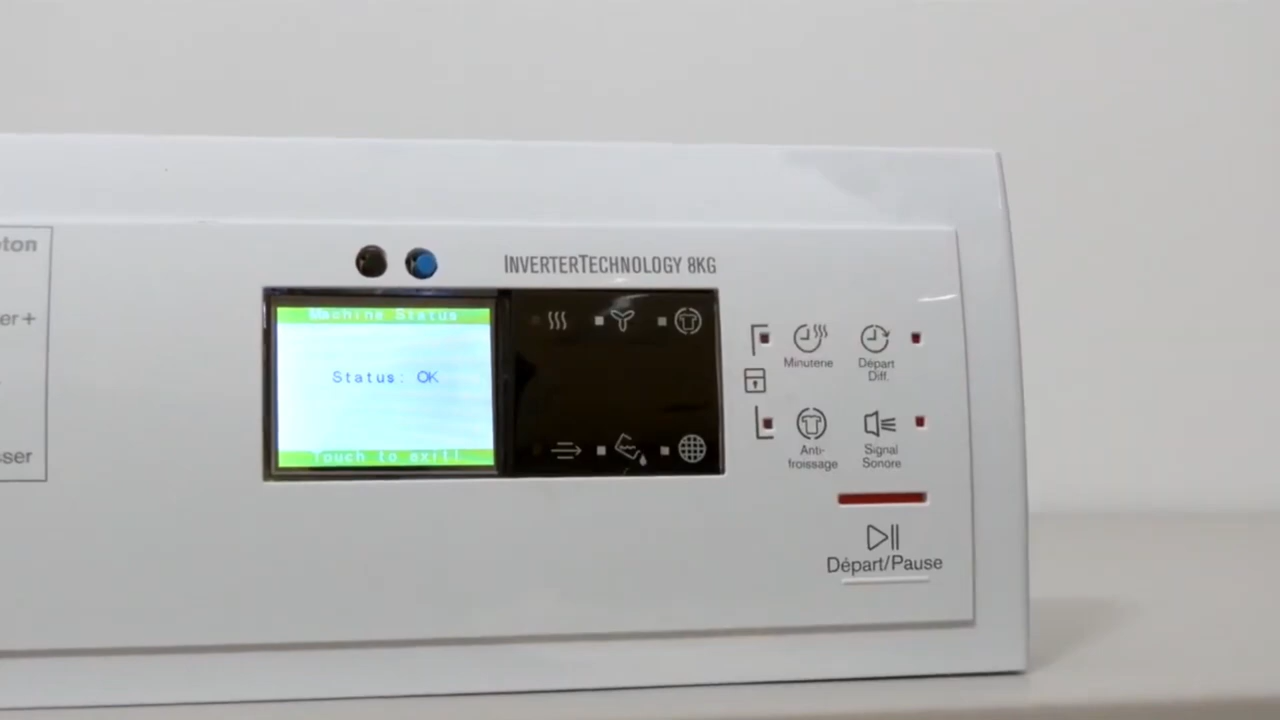 ton
er+
sser
INVERTERTECHNOLOGY 8KG
Machine Status
Status: OK
Touch to exit!
Minuterie
Départ
Diff.
Anti-
froissage
Signal
Sonore
Départ/Pause